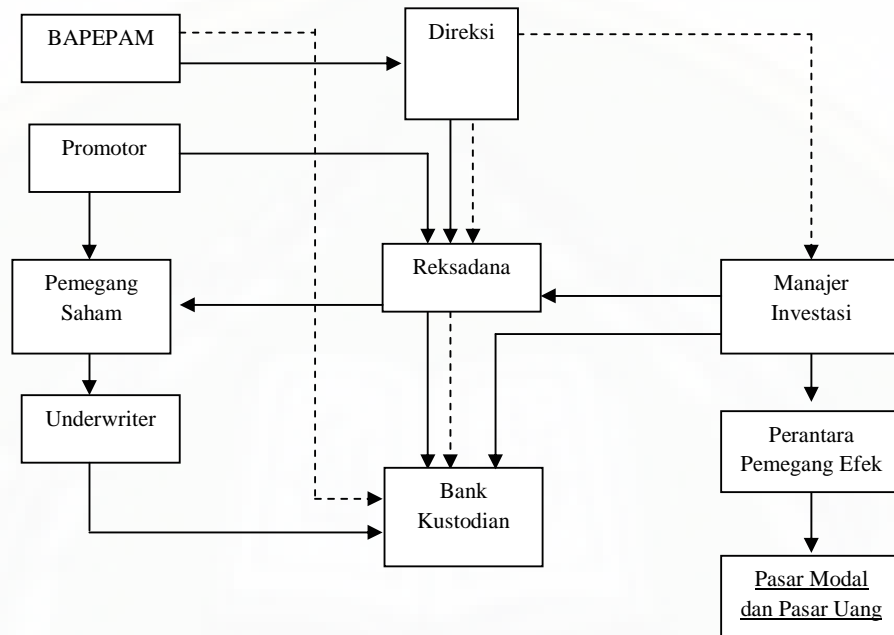 BAPEPAM
Direksi
Promotor
Reksadana
Pemegang
Saham
Manajer
Investasi
Underwriter
Perantara
Pemegang Efek
Bank
Kustodian
Pasar Modal
dan Pasar Uang